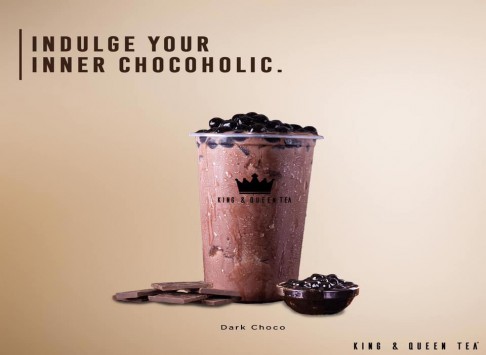 INDULGE YOUR
INNER CHOCOHOLIC.
KING & QUEEN TEA
Dark Choco
KING & QUEEN TEA